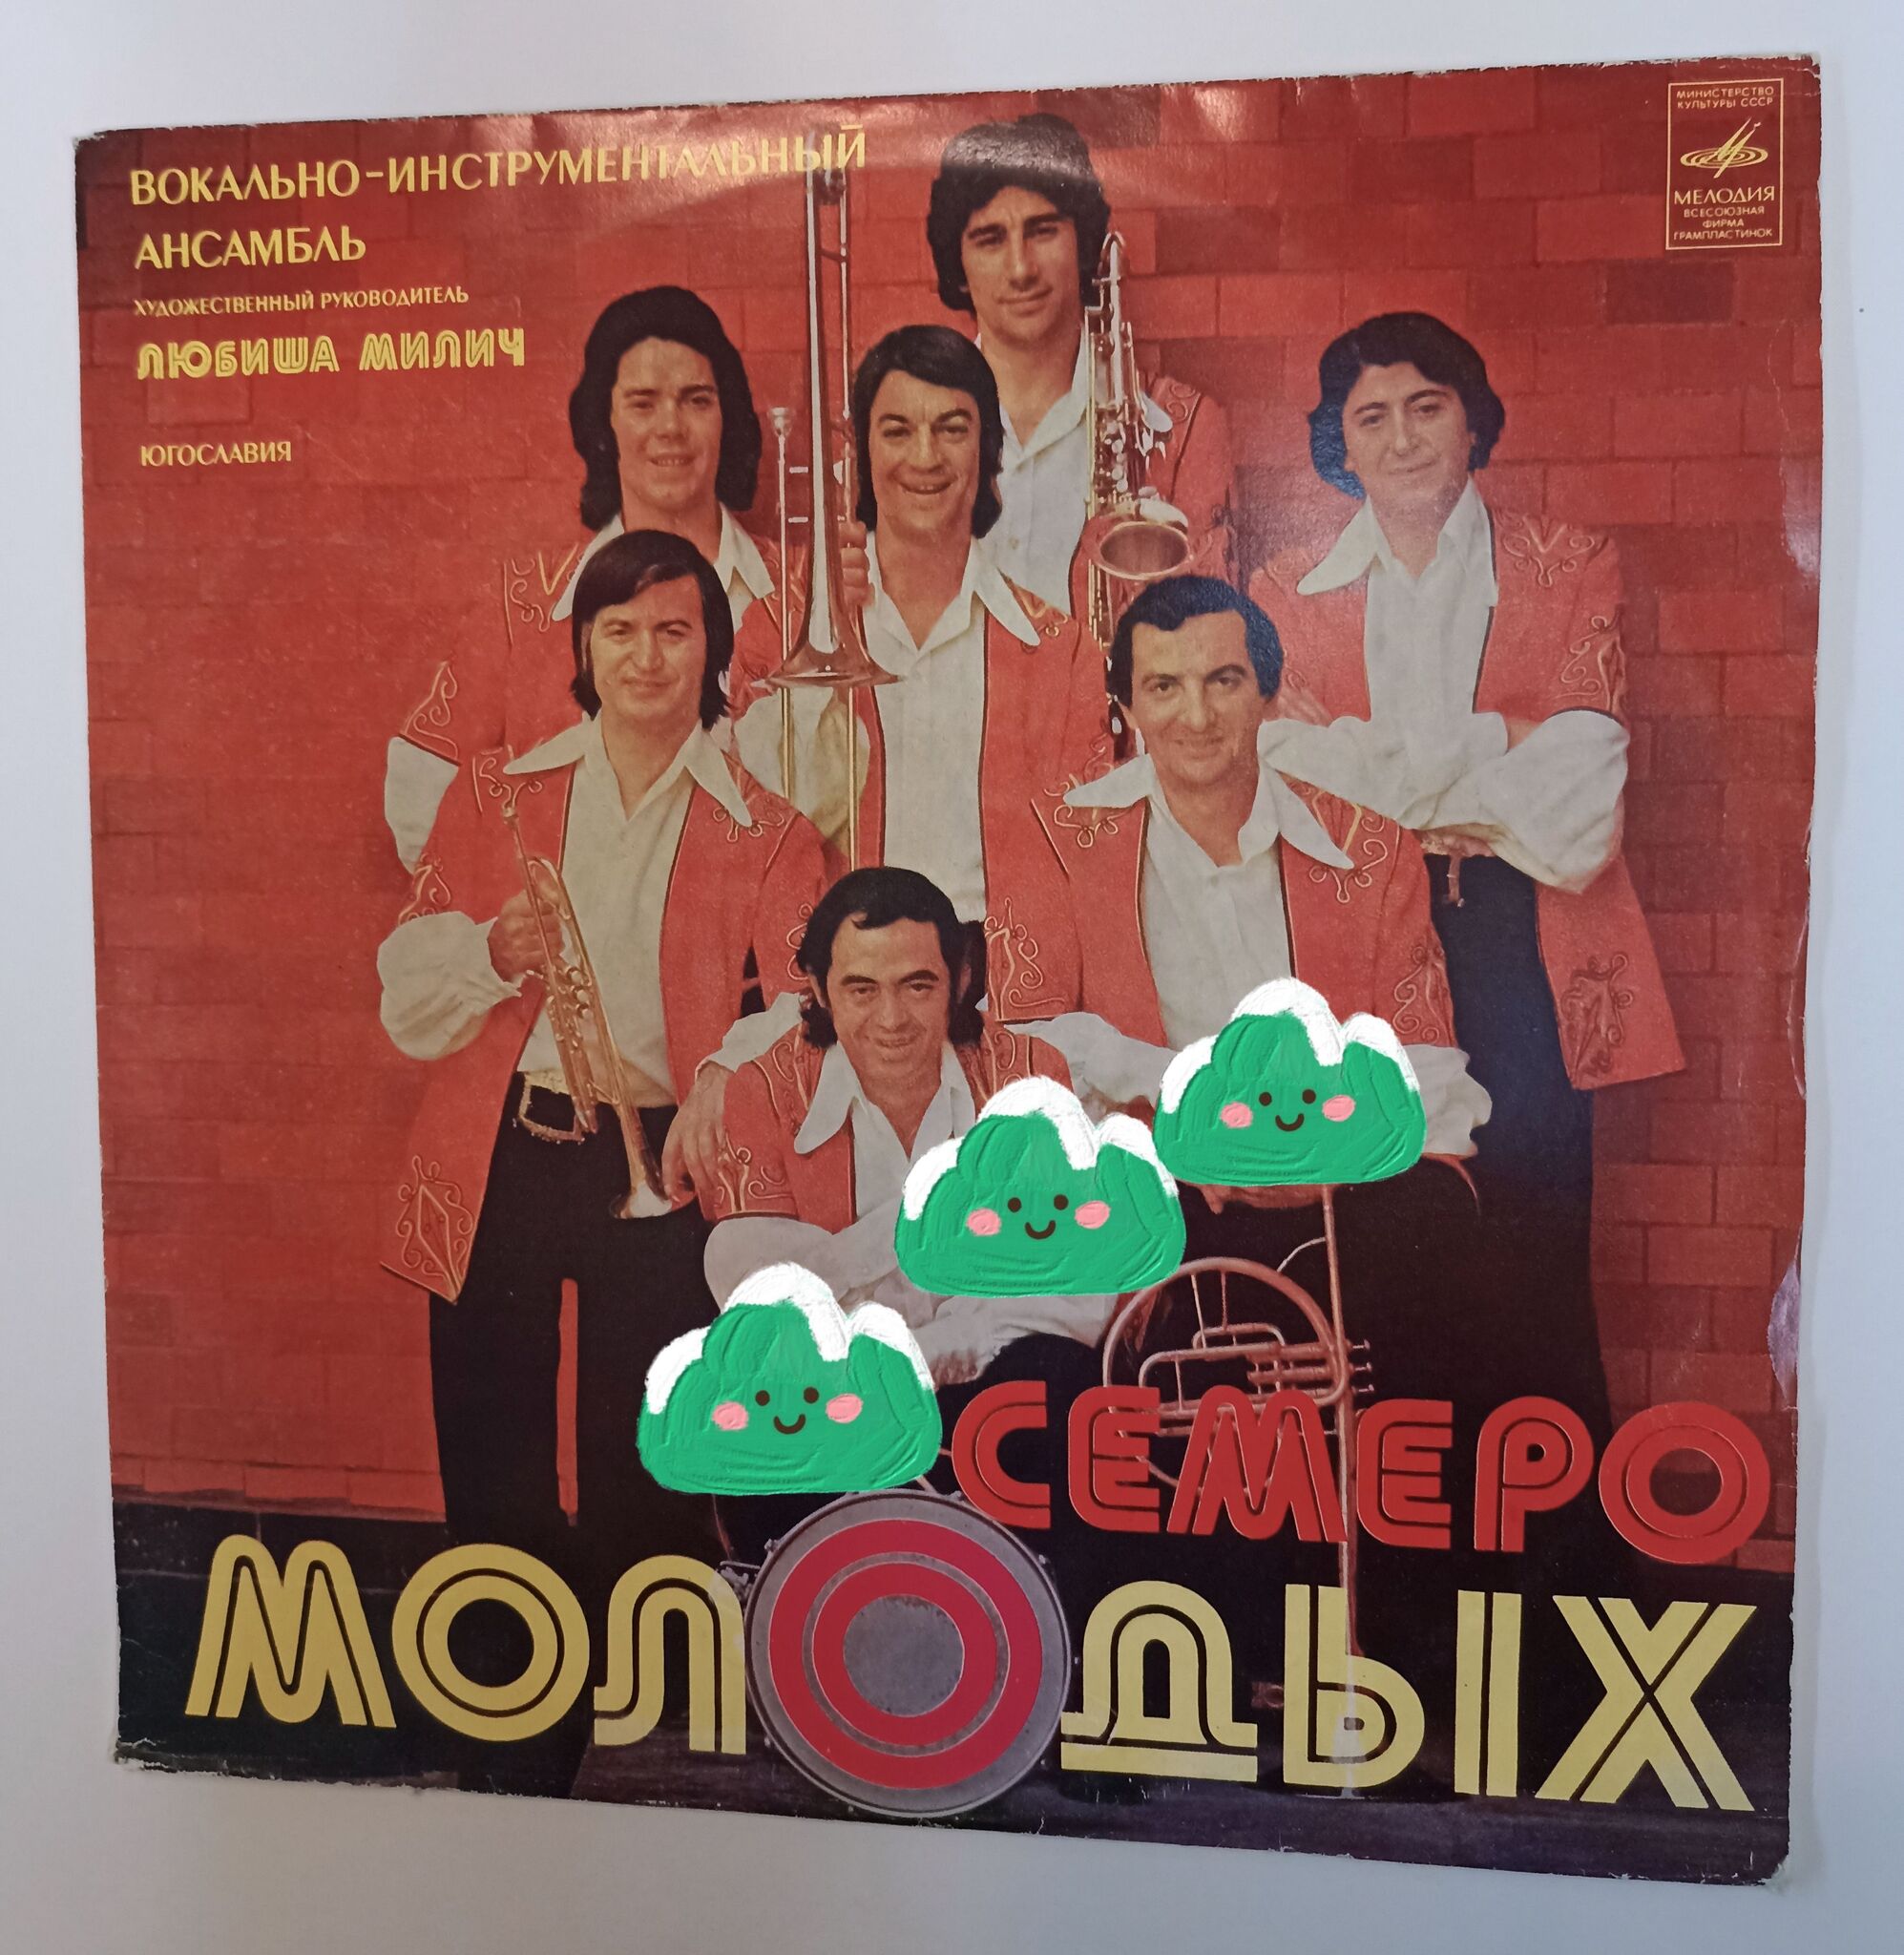 ВОКАЛЬНО-ИНСТРУМЕНТАЛЬНЫЙ
АНСАМБЛЬ
ХУДОЖЕСТВЕННЫЙ РУКОВОДИТЕЛЬ
ЛЮБИША МИЛИЧ
ЮГОСЛАВИЯ
МИНИСТЕРСТВО
КУЛЬТУРЫ СССР
МЕЛОДИЯ
ВСЕСОЮЗНАЯ
ФИРМА
ГРАМПЛАСТИНОК
СЕМЕРО
МОЛОДЫХ